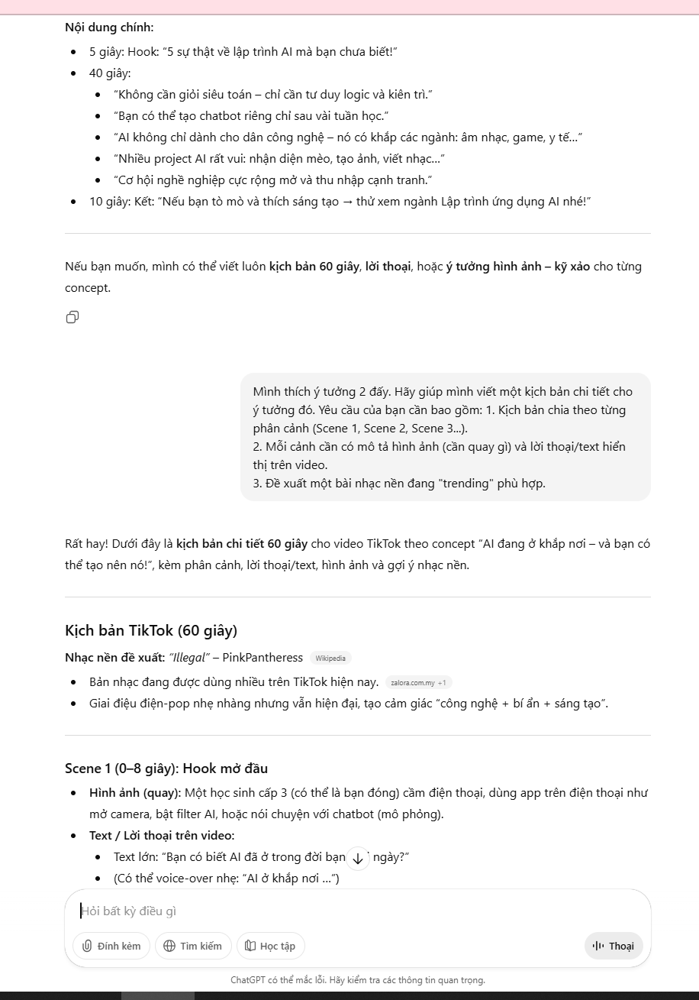 Nội dung chính:
5 giây: Hook: “5 sự thật về lập trình AI mà bạn chưa biết!”
40 giây:
“Không cần giỏi siêu toán – chỉ cần tư duy logic và kiên trì.”
“Bạn có thể tạo chatbot riêng chỉ sau vài tuần học.”
“AI không chỉ dành cho dân công nghệ – nó có khắp các ngành: âm nhạc, game, y tế…”
“Nhiều project AI rất vui: nhận diện mèo, tạo ảnh, viết nhạc…”
“Cơ hội nghề nghiệp cực rộng mở và thu nhập cạnh tranh.”
10 giây: Kết: “Nếu bạn tò mò và thích sáng tạo → thử xem ngành Lập trình ứng dụng AI nhé!”
Nếu bạn muốn, mình có thể viết luôn kịch bản 60 giây, lời thoại, hoặc ý tưởng hình ảnh – kỹ xảo cho từng
concept.
Mình thích ý tưởng 2 đấy. Hãy giúp mình viết một kịch bản chi tiết cho
ý tưởng đó. Yêu cầu của bạn cần bao gồm: 1. Kịch bản chia theo từng
phân cảnh (Scene 1, Scene 2, Scene 3...).
2. Mỗi cảnh cần có mô tả hình ảnh (cần quay gì) và lời thoại/text hiển
thị trên video.
3. Đề xuất một bài nhạc nền đang "trending" phù hợp.
Rất hay! Dưới đây là kịch bản chi tiết 60 giây cho video TikTok theo concept “AI đang ở khắp nơi – và bạn có
thể tạo nên nó!”, kèm phân cảnh, lời thoại/text, hình ảnh và gợi ý nhạc nền.
Kịch bản TikTok (60 giây)
Nhạc nền đề xuất: “Illegal” – PinkPantheress Wikipedia
Bản nhạc đang được dùng nhiều trên TikTok hiện nay. zalora.com.my +1
Giai điệu điện-pop nhẹ nhàng nhưng vẫn hiện đại, tạo cảm giác “công nghệ + bí ẩn + sáng tạo”.
Scene 1 (0–8 giây): Hook mở đầu
Hình ảnh (quay): Một học sinh cấp 3 (có thể là bạn đóng) cầm điện thoại, dùng app trên điện thoại như
mở camera, bật filter AI, hoặc nói chuyện với chatbot (mô phỏng).
Text / Lời thoại trên video:
Text lớn: “Bạn có biết AI đã ở trong đời bạn ngày?”
(Có thể voice-over nhẹ: “AI ở khắp nơi …”)
Hỏi bất kỳ điều gì
Đính kèm Tìm kiếm Học tập Thoại
ChatGPT có thể mắc lỗi. Hãy kiểm tra các thông tin quan trọng.